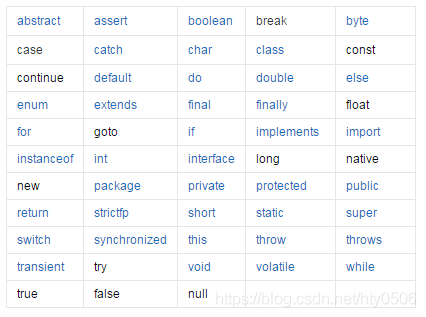 abstract assert boolean break byte
case catch char class const
continue default do double else
enum extends final finally float
for goto if implements import
instanceof int interface long native
new package private protected public
return strictfp short static super
switch synchronized this throw throws
transient try void volatile while
true false null
https://blog.csdn.net/hty0506